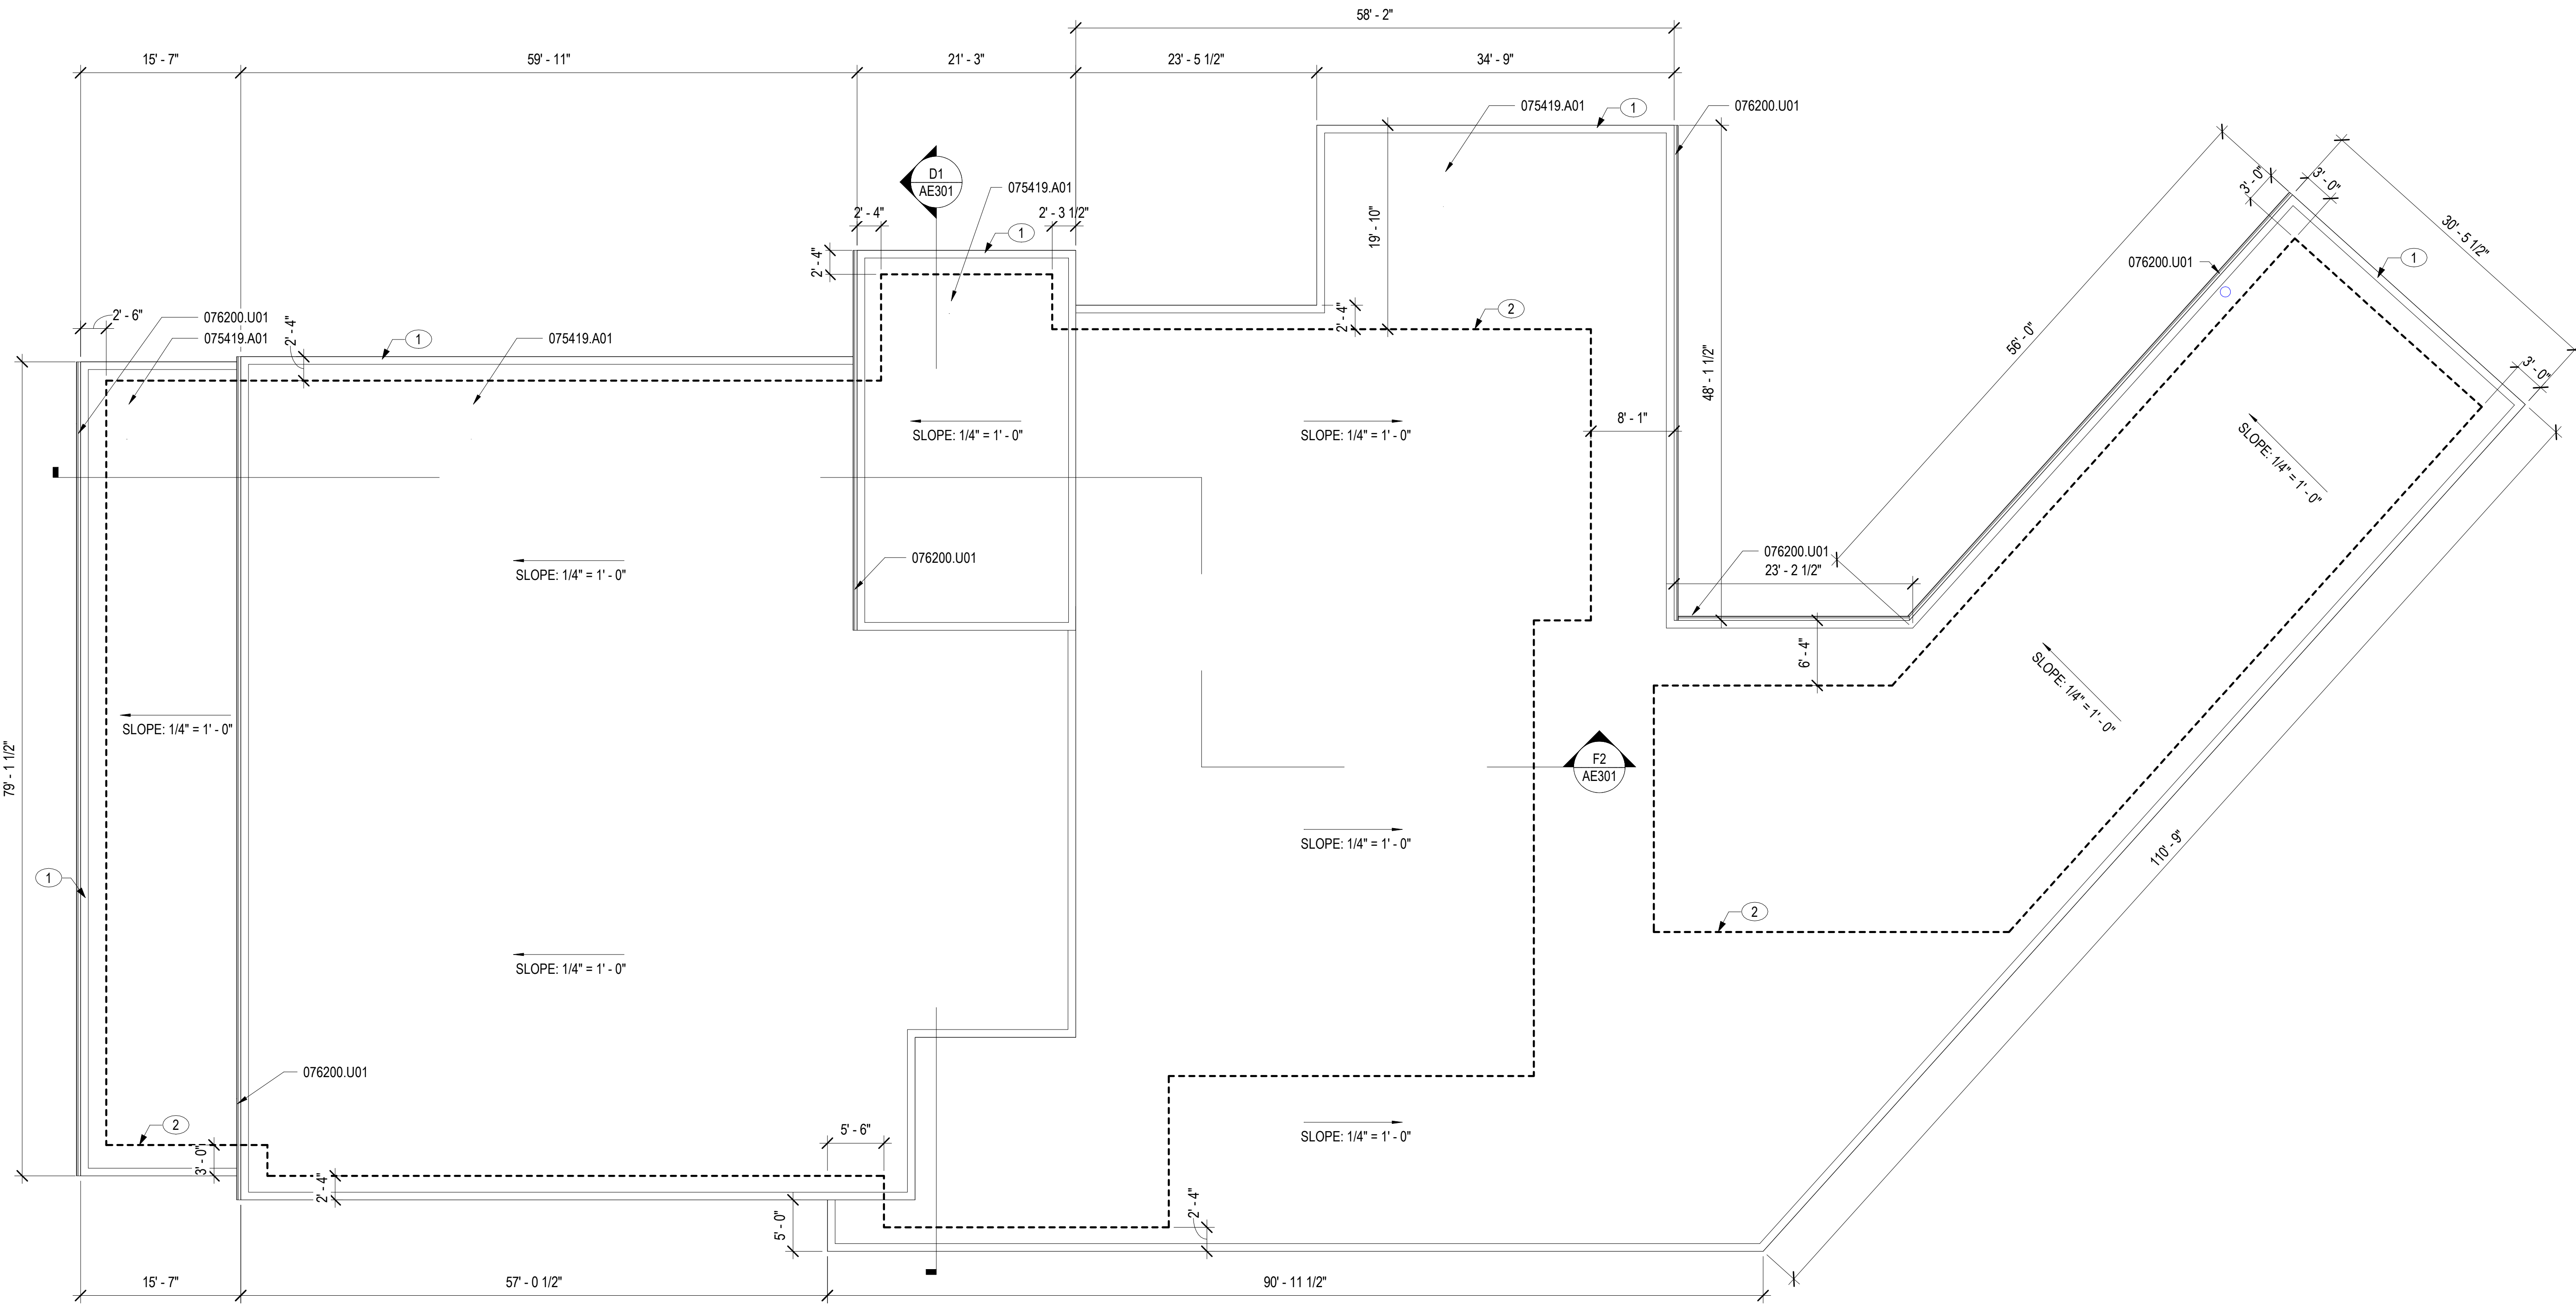 58' - 2"
15' - 7"
59' - 11"
21' - 3"
23' - 5 1/2"
34' - 9"
075419.A01
1
076200.U01
D1
AE301
075419.A01
2' - 4"
2' - 3 1/2"
1
2' - 4"
19' - 10"
3' - 0"
3' - 0"
30' - 5 1/2"
1
076200.U01
56' - 0"
2' - 6"
076200.U01
075419.A01
2' - 4"
1
075419.A01
2' - 4"
2
48' - 1 1/2"
3' - 0"
8' - 1"
SLOPE: 1/4" = 1' - 0"
SLOPE: 1/4" = 1' - 0"
SLOPE: 1/4" = 1' - 0"
076200.U01
076200.U01
23' - 2 1/2"
SLOPE: 1/4" = 1' - 0"
6' - 4"
SLOPE: 1/4" = 1' - 0"
SLOPE: 1/4" = 1' - 0"
79' - 1 1/2"
F2
AE301
SLOPE: 1/4" = 1' - 0"
110' - 9"
1
2
SLOPE: 1/4" = 1' - 0"
076200.U01
2
5' - 6"
SLOPE: 1/4" = 1' - 0"
3' - 0"
2' - 4"
2' - 4"
5' - 0"
15' - 7"
57' - 0 1/2"
90' - 11 1/2"